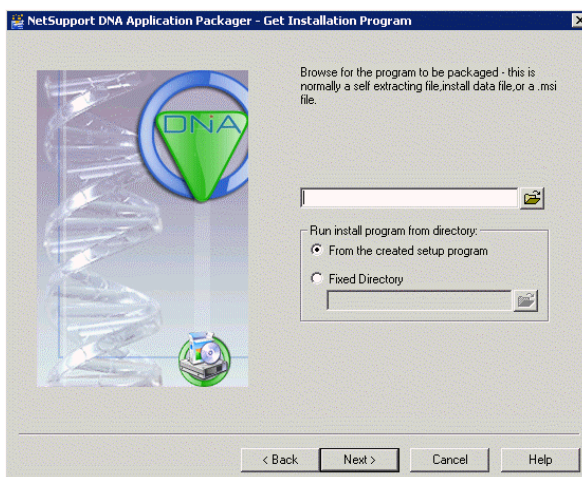 NetSupport DNA Application Packager - Get Installation Program
DNA
Browse for the program to be packaged - this is
normally a self extracting file,install data file,or a .msi
file.
Run install program from directory:
From the created setup program
Fixed Directory
< Back
Next >
Cancel
Help